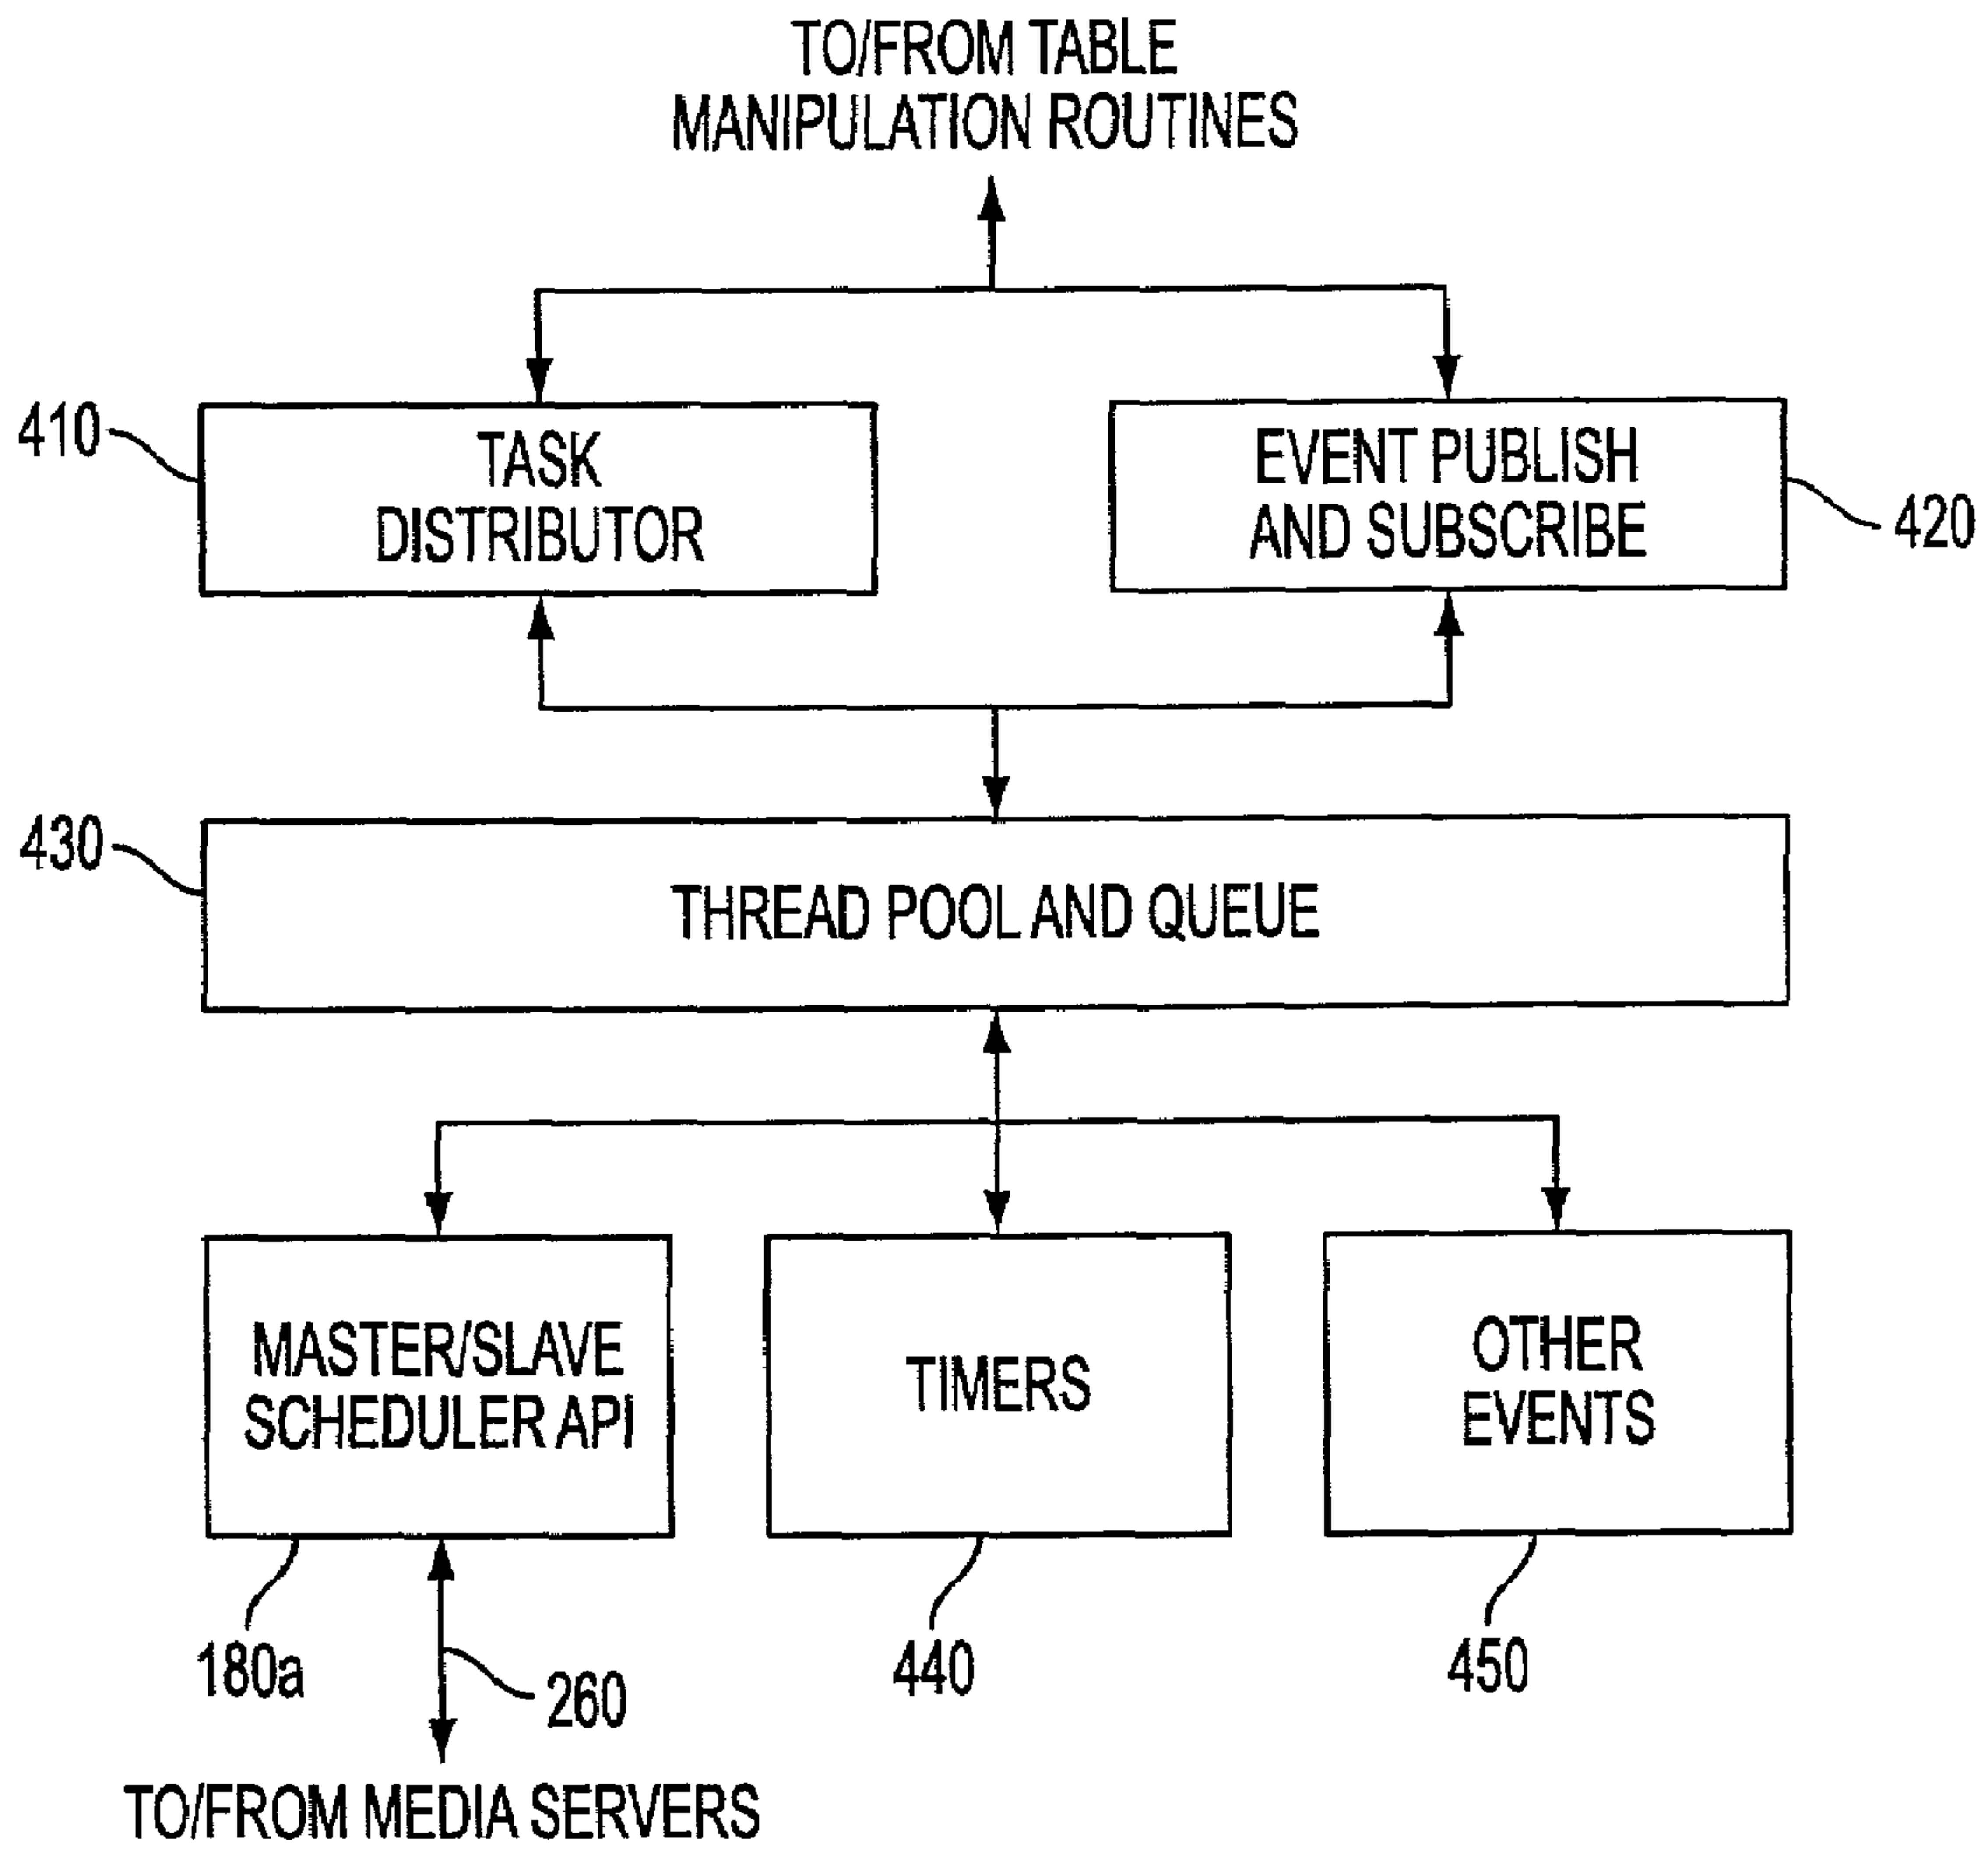 TO/FROM TABLE
MANIPULATION ROUTINES
410
TASK
DISTRIBUTOR
EVENT PUBLISH
AND SUBSCRIBE
420
430
THREAD POOL AND QUEUE
MASTER/SLAVE
SCHEDULER API
TIMERS
OTHER
EVENTS
180a
260
440
450
TO/FROM MEDIA SERVERS